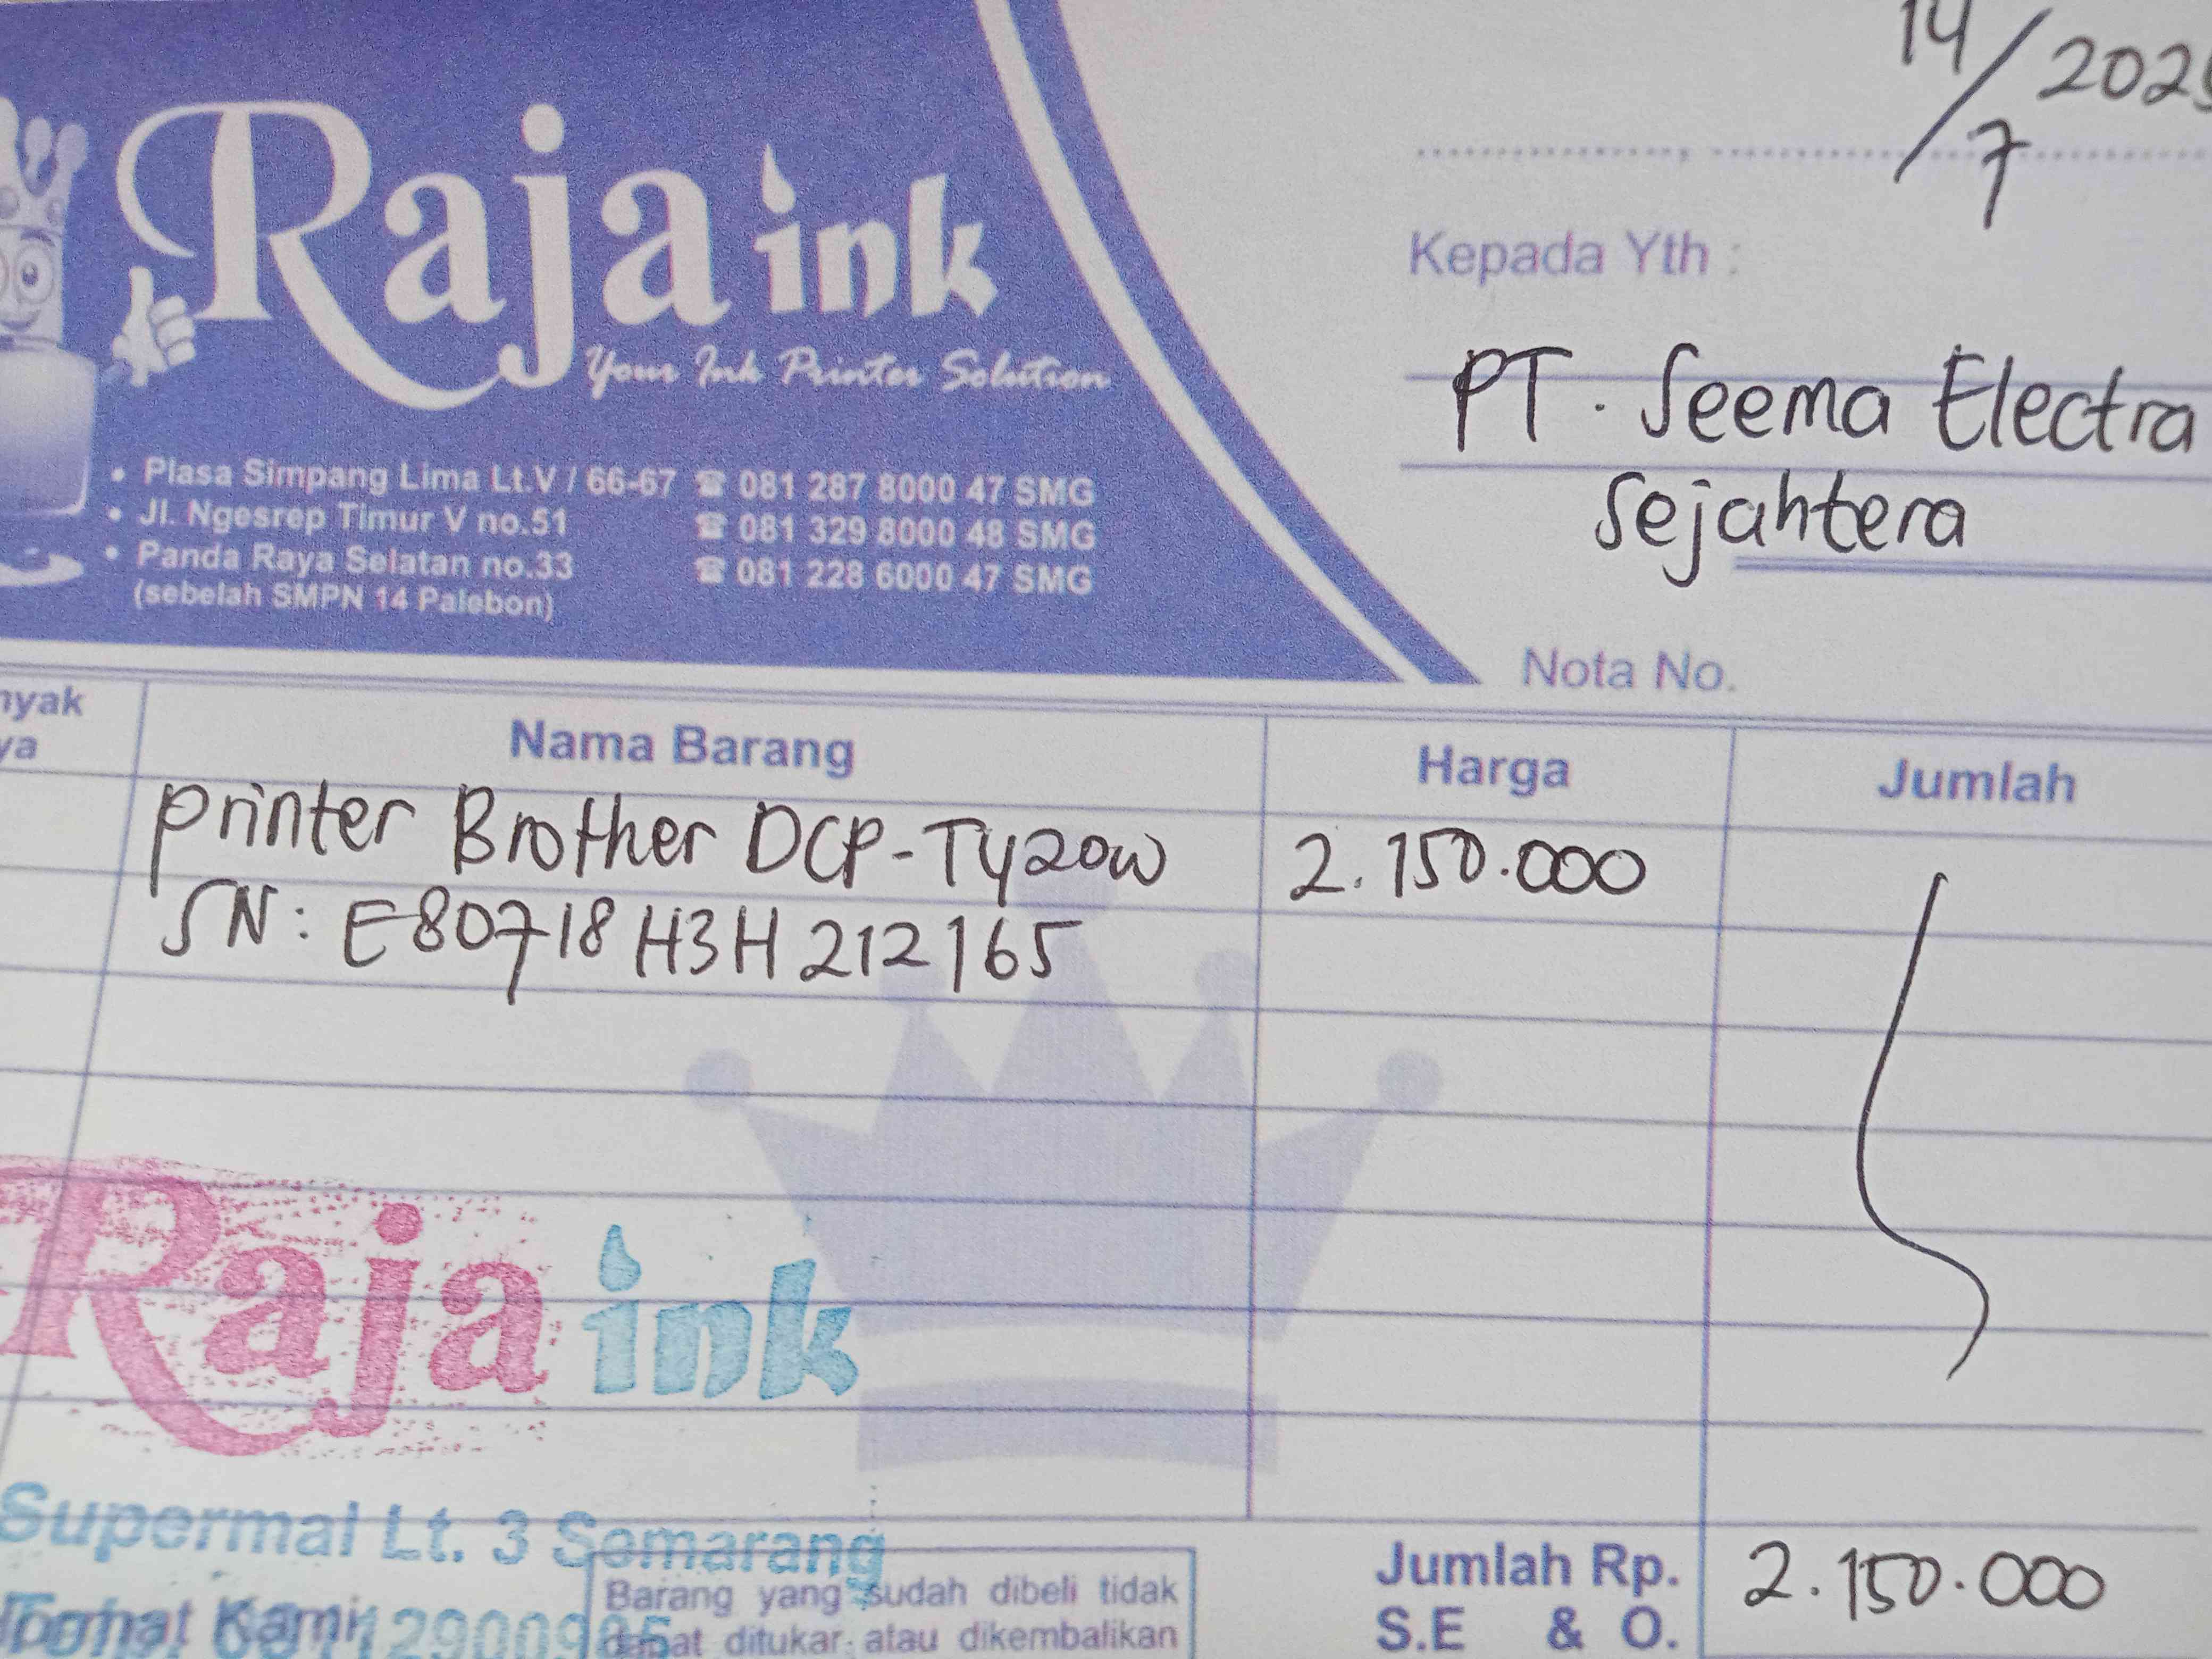 14/7 2025
Raja ink
Your Ink Printer Solution
• Plasa Simpang Lima Lt.V / 66-67 ☎ 081 287 8000 47 SMG
• Jl. Ngesrep Timur V no.51 ☎ 081 329 8000 48 SMG
• Panda Raya Selatan no.33 ☎ 081 228 6000 47 SMG
(sebelah SMPN 14 Palebon)
Kepada Yth :
PT. Seema Electra
Sejahtera
Nota No.
nyak
ya
Nama Barang
Harga
Jumlah
Printer Brother DCP-T420W 2.150.000
SN: E80718H3H212165
Raja ink
Supermal Lt. 3 Semarang
Barang yang sudah dibeli tidak
dapat ditukar atau dikembalikan
Kami
Jumlah Rp. 2.150.000
S.E & O.